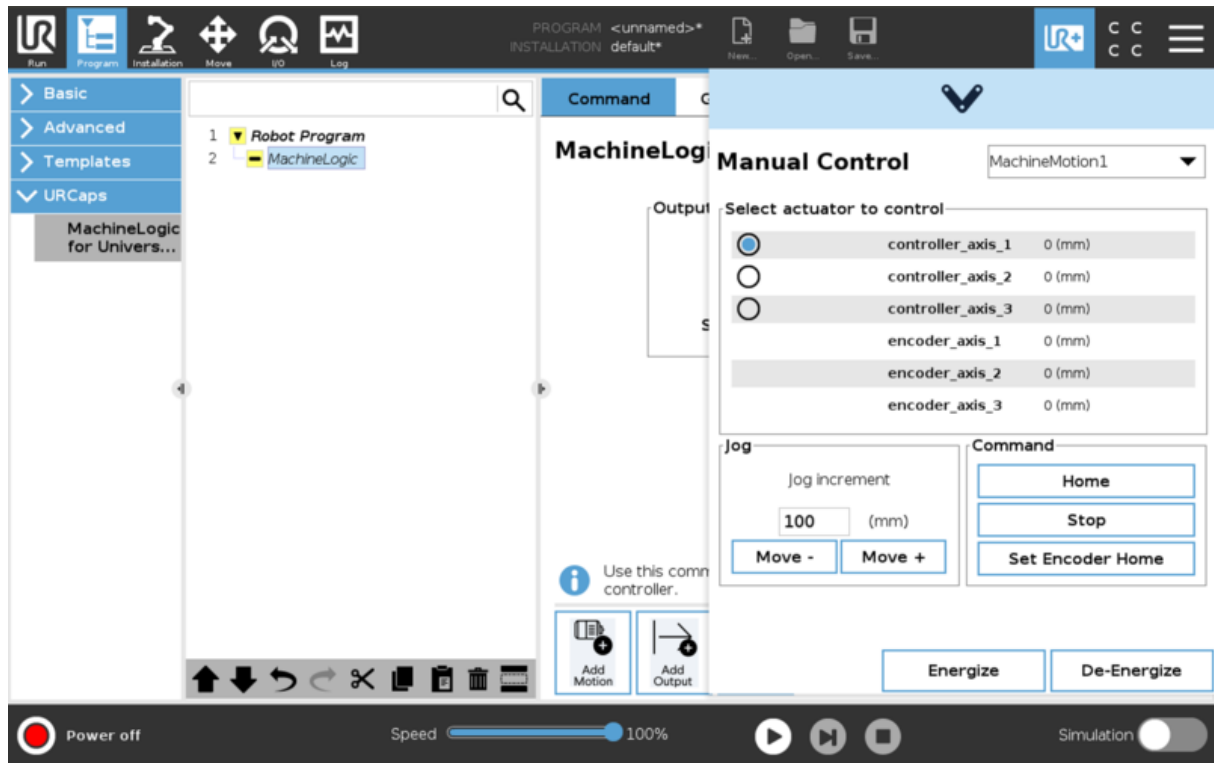 UR
Run
Program
Installation
Move
I/O
Log
PROGRAM <unnamed>*
INSTALLATION default*
New...
Open...
Save...
UR+
C C
C C
Basic
Advanced
Templates
URCaps
MachineLogic
for Univers...
1 Robot Program
2 MachineLogic
Command
G
MachineLogi
Output
S
Use this comm
controller.
Add
Motion
Add
Output
Manual Control
MachineMotion1
Select actuator to control
controller_axis_1 0 (mm)
controller_axis_2 0 (mm)
controller_axis_3 0 (mm)
encoder_axis_1 0 (mm)
encoder_axis_2 0 (mm)
encoder_axis_3 0 (mm)
Jog
Jog increment
100 (mm)
Move -
Move +
Command
Home
Stop
Set Encoder Home
Energize
De-Energize
Power off
Speed
100%
Simulation